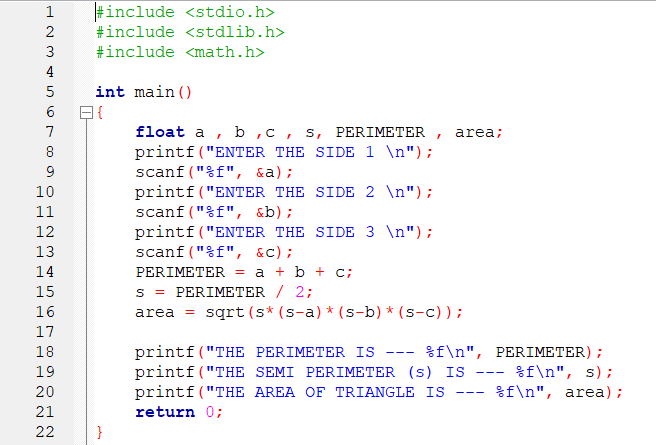 1 #include <stdio.h>
2 #include <stdlib.h>
3 #include <math.h>
4
5 int main()
6 {
7 float a , b ,c , s, PERIMETER , area;
8 printf("ENTER THE SIDE 1 \n");
9 scanf("%f", &a);
10 printf("ENTER THE SIDE 2 \n");
11 scanf("%f", &b);
12 printf("ENTER THE SIDE 3 \n");
13 scanf("%f", &c);
14 PERIMETER = a + b + c;
15 s = PERIMETER / 2;
16 area = sqrt(s*(s-a)*(s-b)*(s-c));
17
18 printf("THE PERIMETER IS --- %f\n", PERIMETER);
19 printf("THE SEMI PERIMETER (s) IS --- %f\n", s);
20 printf("THE AREA OF TRIANGLE IS --- %f\n", area);
21 return 0;
22 }